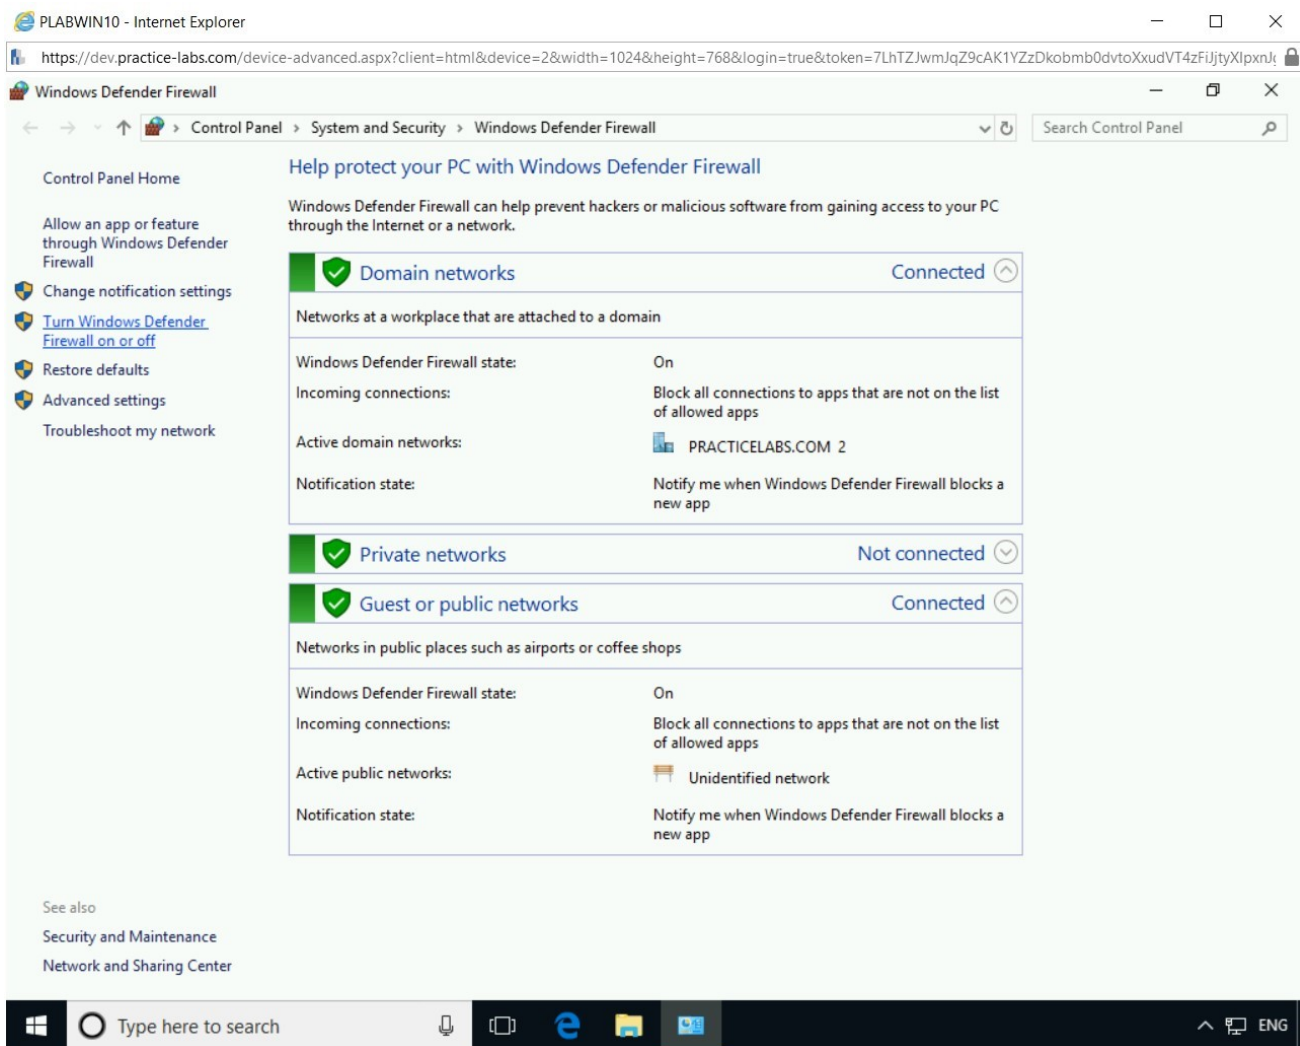 PLABWIN10 - Internet Explorer
https://dev.practice-labs.com/device-advanced.aspx?client=html&device=2&width=1024&height=768&login=true&token=7LhTZJwmJqZ9cAK1YZzDkobmb0dvtoXxudVT4zFiJjtyXIpxnJ
Windows Defender Firewall
Control Panel > System and Security > Windows Defender Firewall
Search Control Panel
Control Panel Home
Allow an app or feature
through Windows Defender
Firewall
Change notification settings
Turn Windows Defender
Firewall on or off
Restore defaults
Advanced settings
Troubleshoot my network
Help protect your PC with Windows Defender Firewall
Windows Defender Firewall can help prevent hackers or malicious software from gaining access to your PC
through the Internet or a network.
Domain networks Connected
Networks at a workplace that are attached to a domain
Windows Defender Firewall state: On
Incoming connections: Block all connections to apps that are not on the list
of allowed apps
Active domain networks: PRACTICELABS.COM 2
Notification state: Notify me when Windows Defender Firewall blocks a
new app
Private networks Not connected
Guest or public networks Connected
Networks in public places such as airports or coffee shops
Windows Defender Firewall state: On
Incoming connections: Block all connections to apps that are not on the list
of allowed apps
Active public networks: Unidentified network
Notification state: Notify me when Windows Defender Firewall blocks a
new app
See also
Security and Maintenance
Network and Sharing Center
Type here to search
ENG